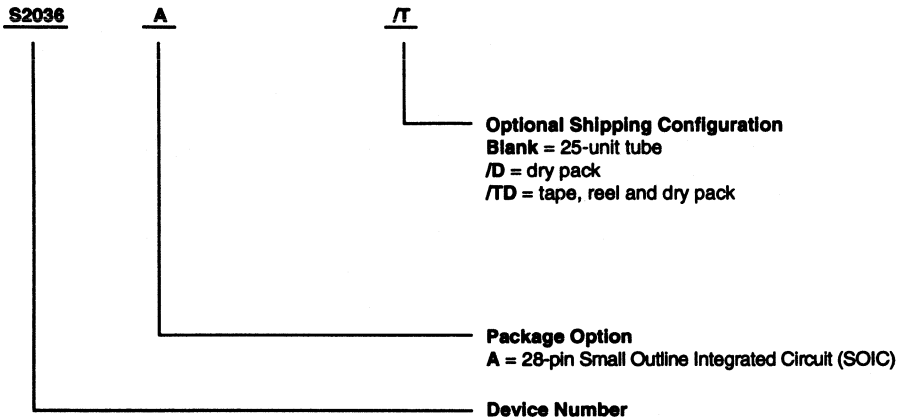 S2036 A /T
Optional Shipping Configuration
Blank = 25-unit tube
/D = dry pack
/TD = tape, reel and dry pack
Package Option
A = 28-pin Small Outline Integrated Circuit (SOIC)
Device Number